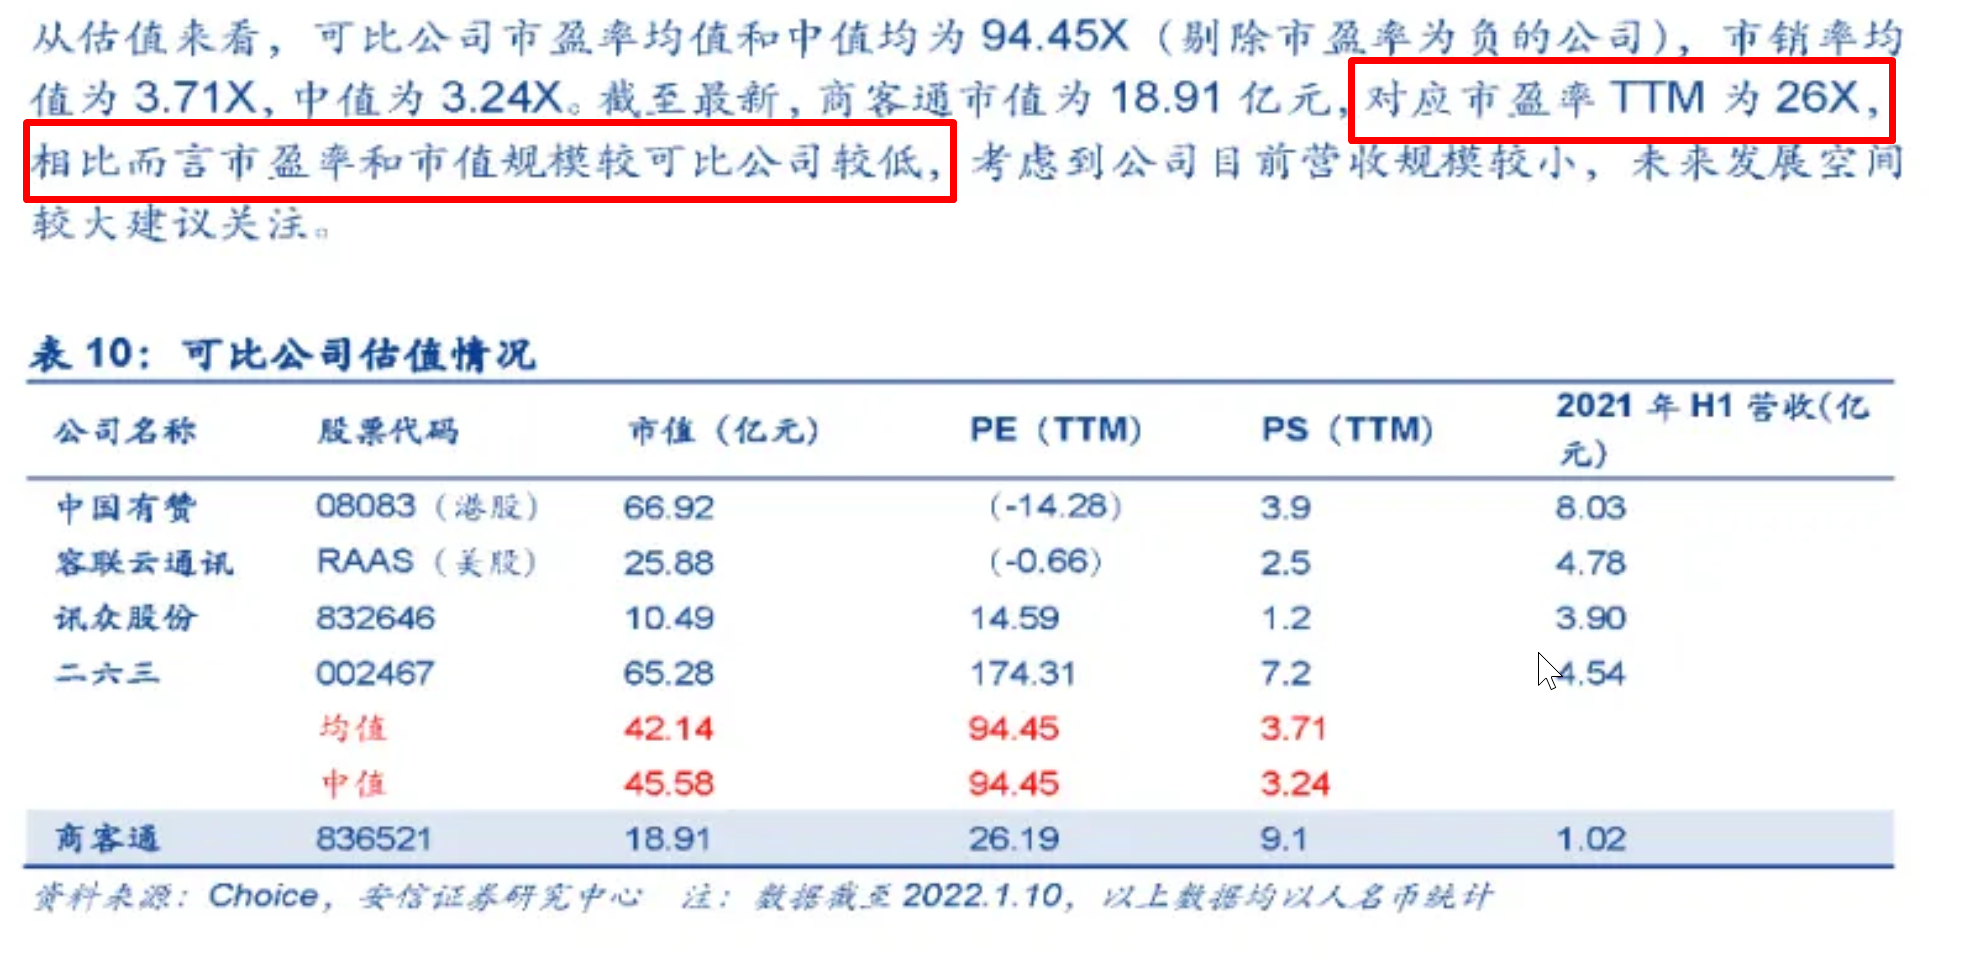 从估值来看，可比公司市盈率均值和中值均为 94.45X（剔除市盈率为负的公司），市销率均
值为 3.71X，中值为 3.24X。截至最新，商客通市值为 18.91 亿元，对应市盈率 TTM 为 26X，
相比而言市盈率和市值规模较可比公司较低，考虑到公司目前营收规模较小，未来发展空间
较大建议关注。
表 10：可比公司估值情况
公司名称 股票代码 市值（亿元） PE（TTM） PS（TTM） 2021 年 H1 营收(亿
元)
中国有赞 08083（港股） 66.92 （-14.28） 3.9 8.03
容联云通讯 RAAS（美股） 25.88 （-0.66） 2.5 4.78
讯众股份 832646 10.49 14.59 1.2 3.90
二六三 002467 65.28 174.31 7.2 4.54
均值 42.14 94.45 3.71
中值 45.58 94.45 3.24
商客通 836521 18.91 26.19 9.1 1.02
资料来源：Choice，安信证券研究中心 注：数据截至 2022.1.10，以上数据均以人名币统计